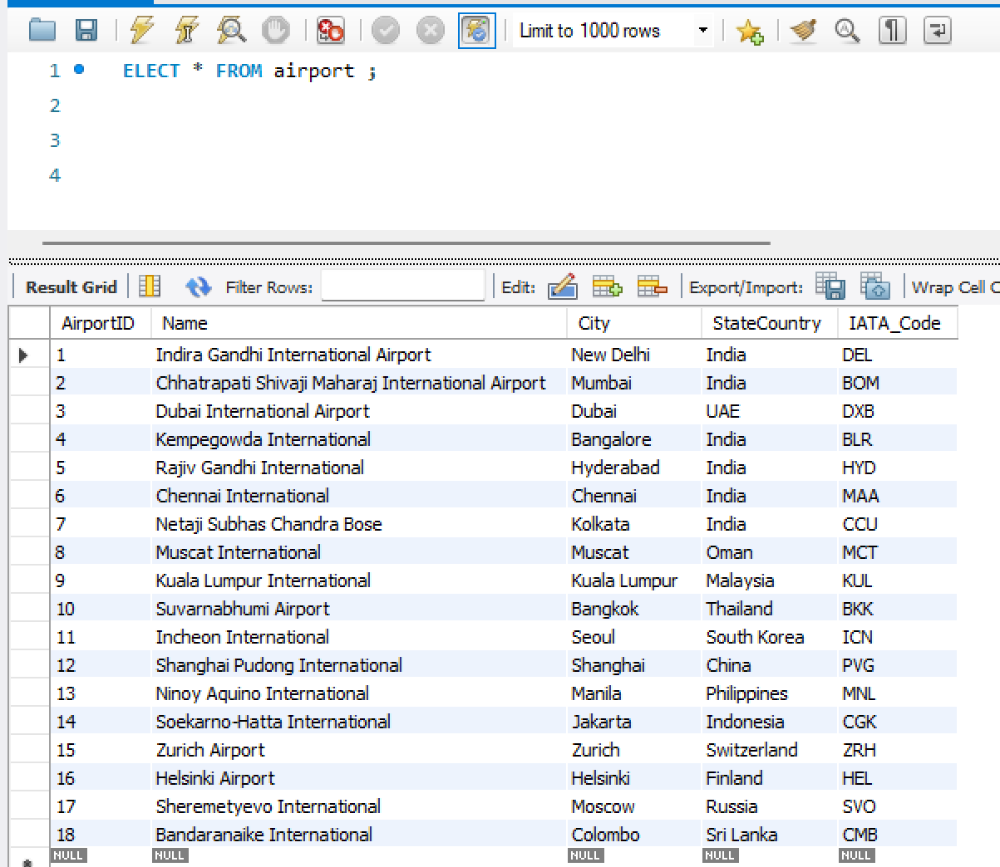 Limit to 1000 rows
1 ELECT * FROM airport ;
2
3
4
Result Grid Filter Rows: Edit: Export/Import: Wrap Cell C
AirportID Name City StateCountry IATA_Code
1 Indira Gandhi International Airport New Delhi India DEL
2 Chhatrapati Shivaji Maharaj International Airport Mumbai India BOM
3 Dubai International Airport Dubai UAE DXB
4 Kempegowda International Bangalore India BLR
5 Rajiv Gandhi International Hyderabad India HYD
6 Chennai International Chennai India MAA
7 Netaji Subhas Chandra Bose Kolkata India CCU
8 Muscat International Muscat Oman MCT
9 Kuala Lumpur International Kuala Lumpur Malaysia KUL
10 Suvarnabhumi Airport Bangkok Thailand BKK
11 Incheon International Seoul South Korea ICN
12 Shanghai Pudong International Shanghai China PVG
13 Ninoy Aquino International Manila Philippines MNL
14 Soekarno-Hatta International Jakarta Indonesia CGK
15 Zurich Airport Zurich Switzerland ZRH
16 Helsinki Airport Helsinki Finland HEL
17 Sheremetyevo International Moscow Russia SVO
18 Bandaranaike International Colombo Sri Lanka CMB
NULL NULL NULL NULL NULL